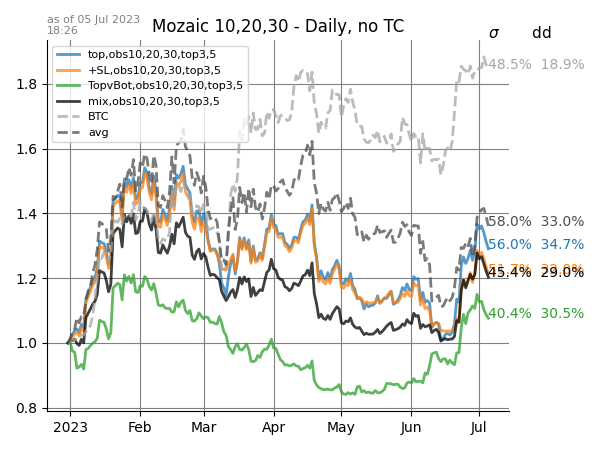 as of 05 Jul 2023
18:26
Mozaic 10,20,30 - Daily, no TC
σ dd
top,obs10,20,30,top3,5
+SL,obs10,20,30,top3,5
TopvBot,obs10,20,30,top3,5
mix,obs10,20,30,top3,5
BTC
avg
48.5% 18.9%
58.0% 33.0%
56.0% 34.7%
45.4% 29.0%
40.4% 30.5%
1.8
1.6
1.4
1.2
1.0
0.8
2023 Feb Mar Apr May Jun Jul